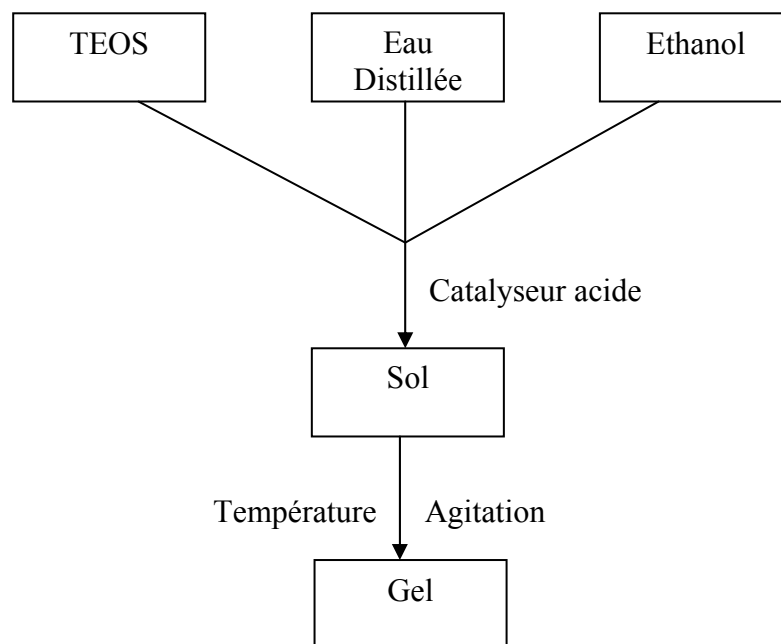 TEOS
Eau
Distillée
Ethanol
Catalyseur acide
Sol
Température
Agitation
Gel